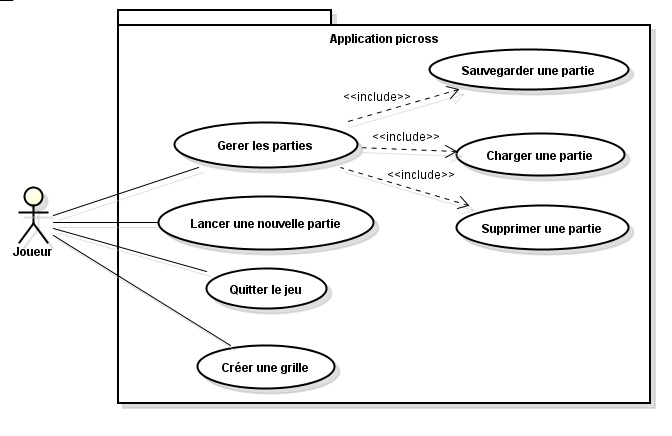 Application picross
Sauvegarder une partie
<<include>>
Gerer les parties
<<include>>
Charger une partie
<<include>>
Lancer une nouvelle partie
Supprimer une partie
Joueur
Quitter le jeu
Créer une grille